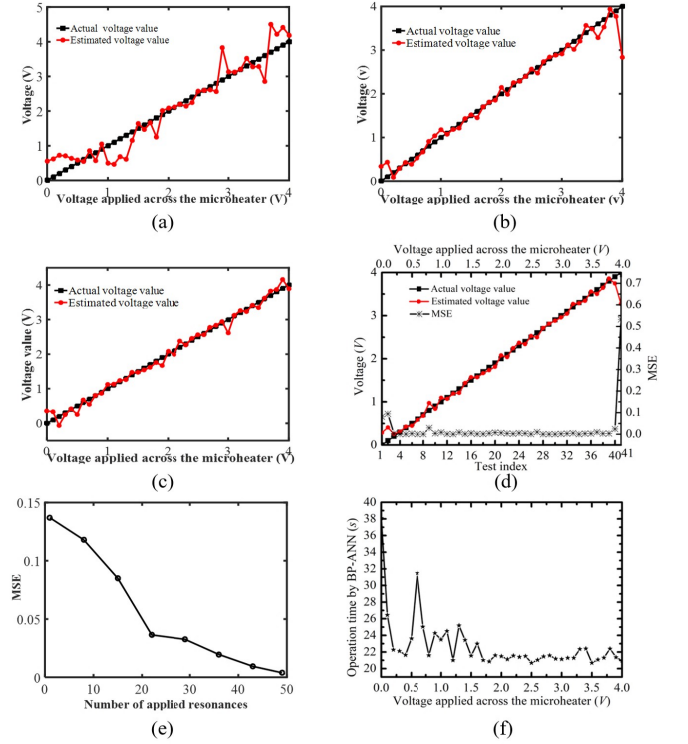 5
4
3
2
1
0
Voltage (V)
Actual voltage value
Estimated voltage value
0 1 2 3 4
Voltage applied across the microheater (V)
(a)
4
3
2
1
0
Voltage (v)
Actual voltage value
Estimated voltage value
0 1 2 3 4
Voltage applied across the microheater (v)
(b)
4
3
2
1
0
Voltage value (v)
Actual voltage value
Estimated voltage value
0 1 2 3 4
Voltage applied across the microheater (V)
(c)
Voltage applied across the microheater (V)
0.0 0.5 1.0 1.5 2.0 2.5 3.0 3.5 4.0
4
3
2
1
0
Voltage (V)
Actual voltage value
Estimated voltage value
MSE
0.7
0.6
0.5
0.4
0.3
0.2
0.1
0.0
MSE
1 4 8 12 16 20 24 28 32 36 40 41
Test index
(d)
0.15
0.1
0.05
0
MSE
0 10 20 30 40 50
Number of applied resonances
(e)
40
38
36
34
32
30
28
26
24
22
20
Operation time by BP-ANN (s)
0.0 0.5 1.0 1.5 2.0 2.5 3.0 3.5 4.0
Voltage applied across the microheater (V)
(f)